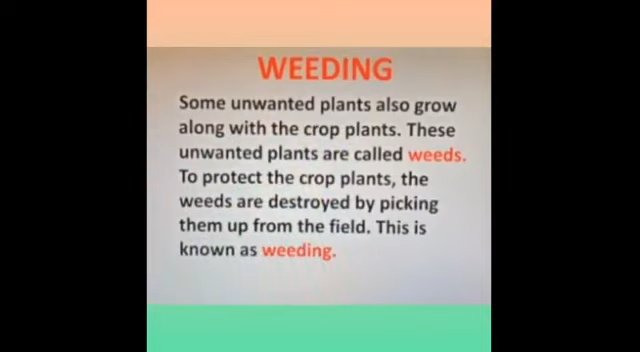 WEEDING
Some unwanted plants also grow
along with the crop plants. These
unwanted plants are called weeds.
To protect the crop plants, the
weeds are destroyed by picking
them up from the field. This is
known as weeding.